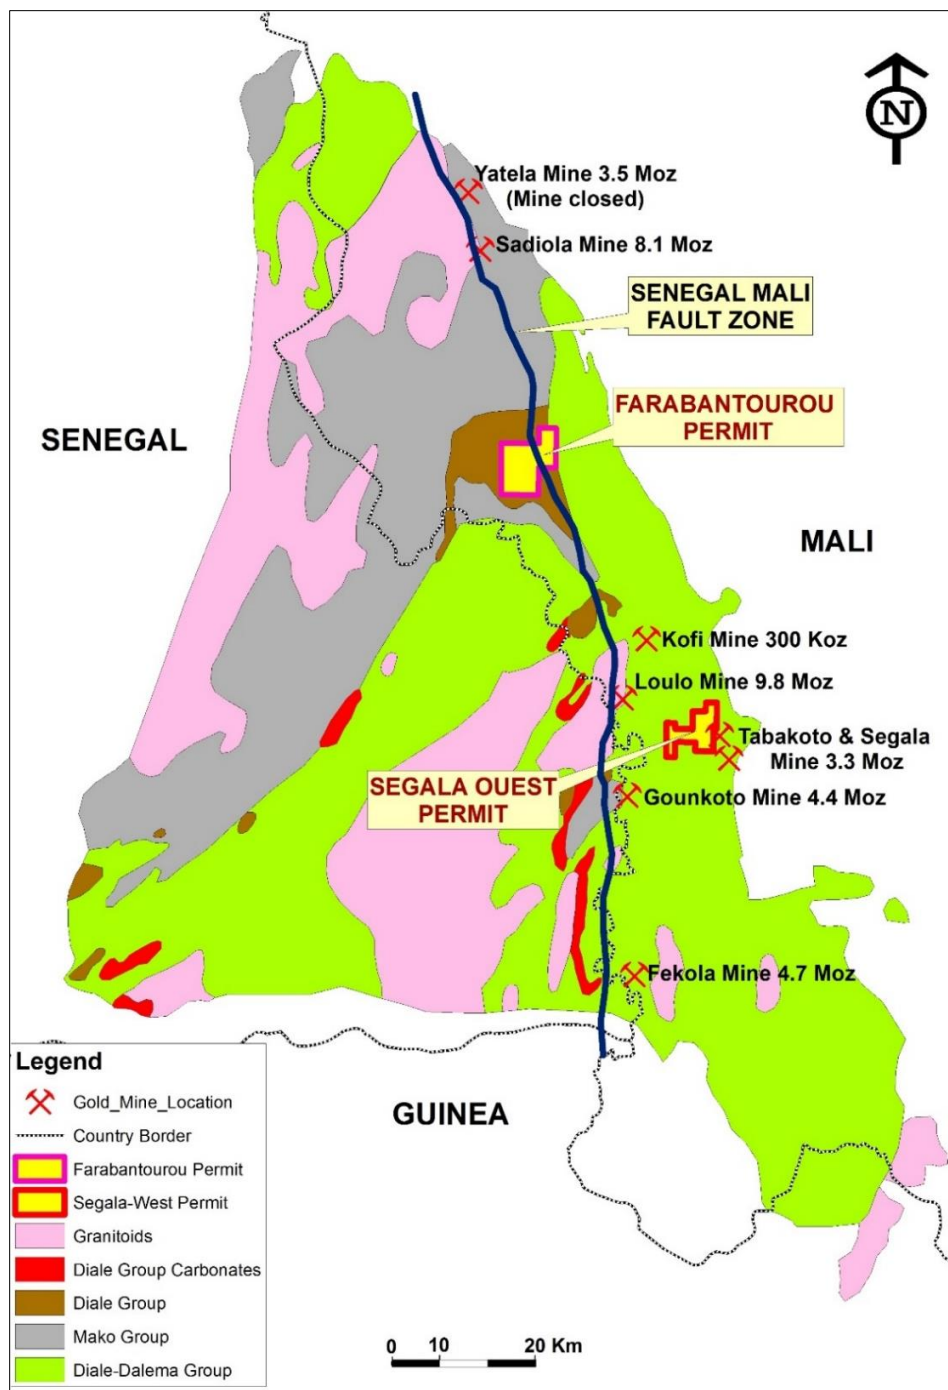 N
Yatela Mine 3.5 Moz
(Mine closed)
Sadiola Mine 8.1 Moz
SENEGAL MALI
FAULT ZONE
FARABANTOUROU
PERMIT
SENEGAL
MALI
Kofi Mine 300 Koz
Loulo Mine 9.8 Moz
Tabakoto & Segala
Mine 3.3 Moz
SEGALA OUEST
PERMIT
Gounkoto Mine 4.4 Moz
Fekola Mine 4.7 Moz
GUINEA
Legend
Gold_Mine_Location
Country Border
Farabantourou Permit
Segala-West Permit
Granitoids
Diale Group Carbonates
Diale Group
Mako Group
Diale-Dalema Group
0 10 20 Km